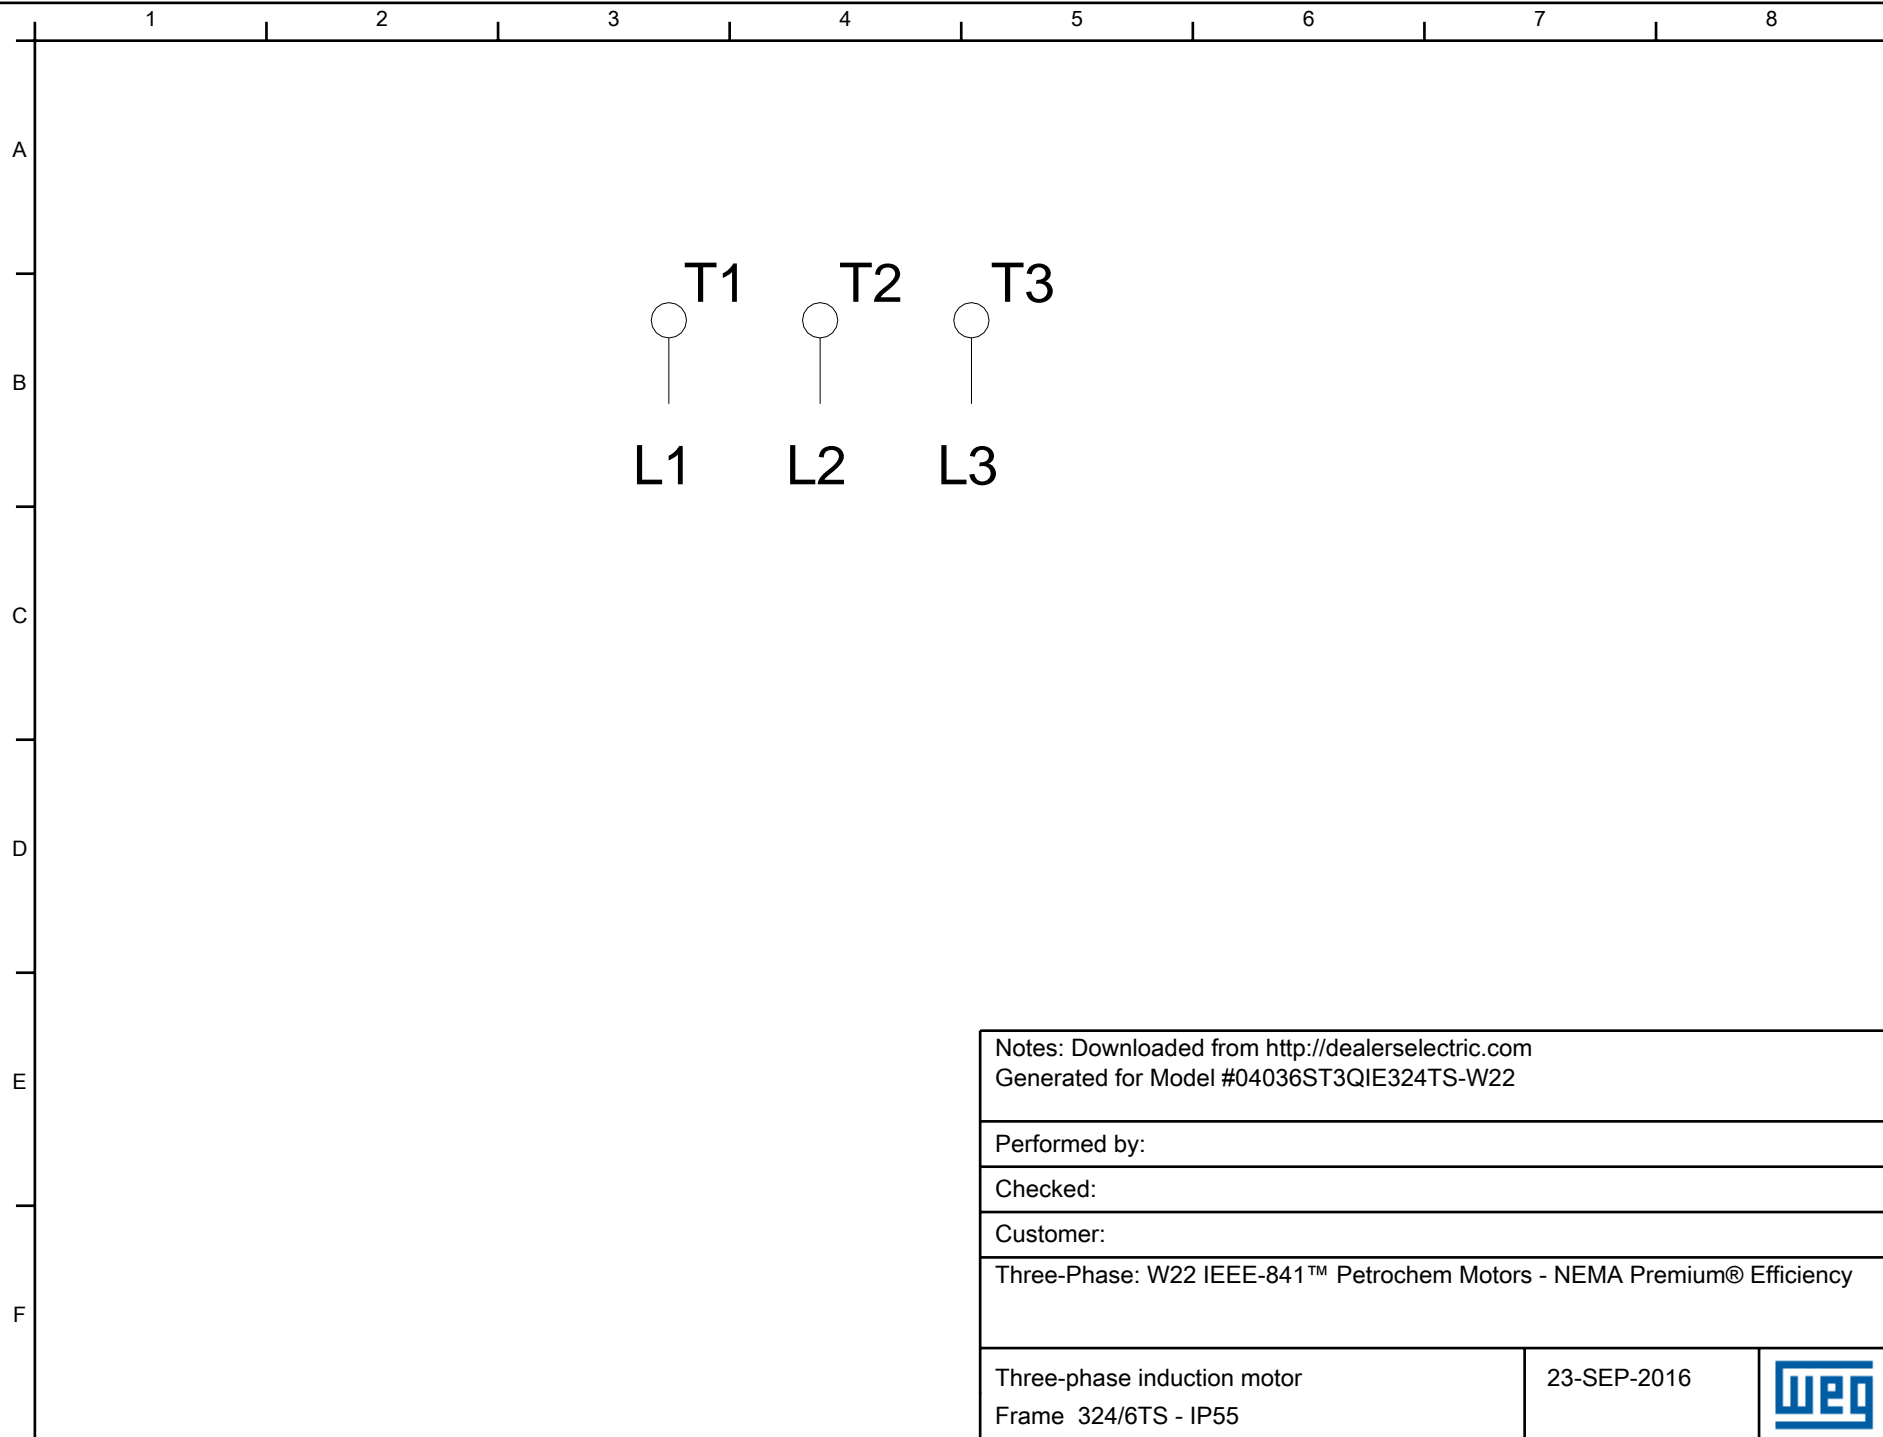 1 2 3 4 5 6 7 8
A
T1 T2 T3
B
L1 L2 L3
C
D
E
Notes: Downloaded from http://dealerselectric.com
Generated for Model #04036ST3QIE324TS-W22
Performed by:
Checked:
Customer:
Three-Phase: W22 IEEE-841™ Petrochem Motors - NEMA Premium® Efficiency
F
Three-phase induction motor
23-SEP-2016
Frame 324/6TS - IP55
weg